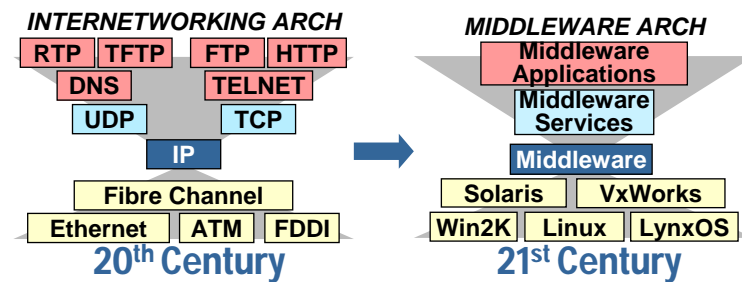 INTERNETWORKING ARCH
RTP TFTP FTP HTTP
DNS TELNET
UDP TCP
IP
Fibre Channel
Ethernet ATM FDDI
20th Century
MIDDLEWARE ARCH
Middleware
Applications
Middleware
Services
Middleware
Solaris VxWorks
Win2K Linux LynxOS
21st Century